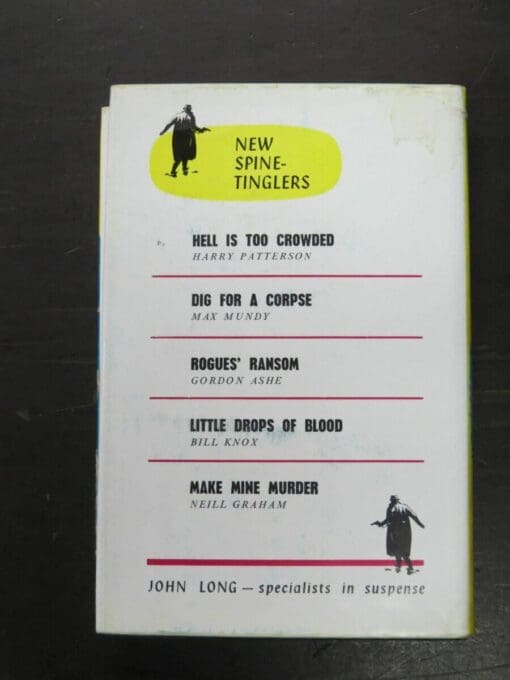 NEW
SPINE-
TINGLERS
HELL IS TOO CROWDED
HARRY PATTERSON
DIG FOR A CORPSE
MAX MUNDY
ROGUES' RANSOM
GORDON ASHE
LITTLE DROPS OF BLOOD
BILL KNOX
MAKE MINE MURDER
NEILL GRAHAM
JOHN LONG — specialists in suspense